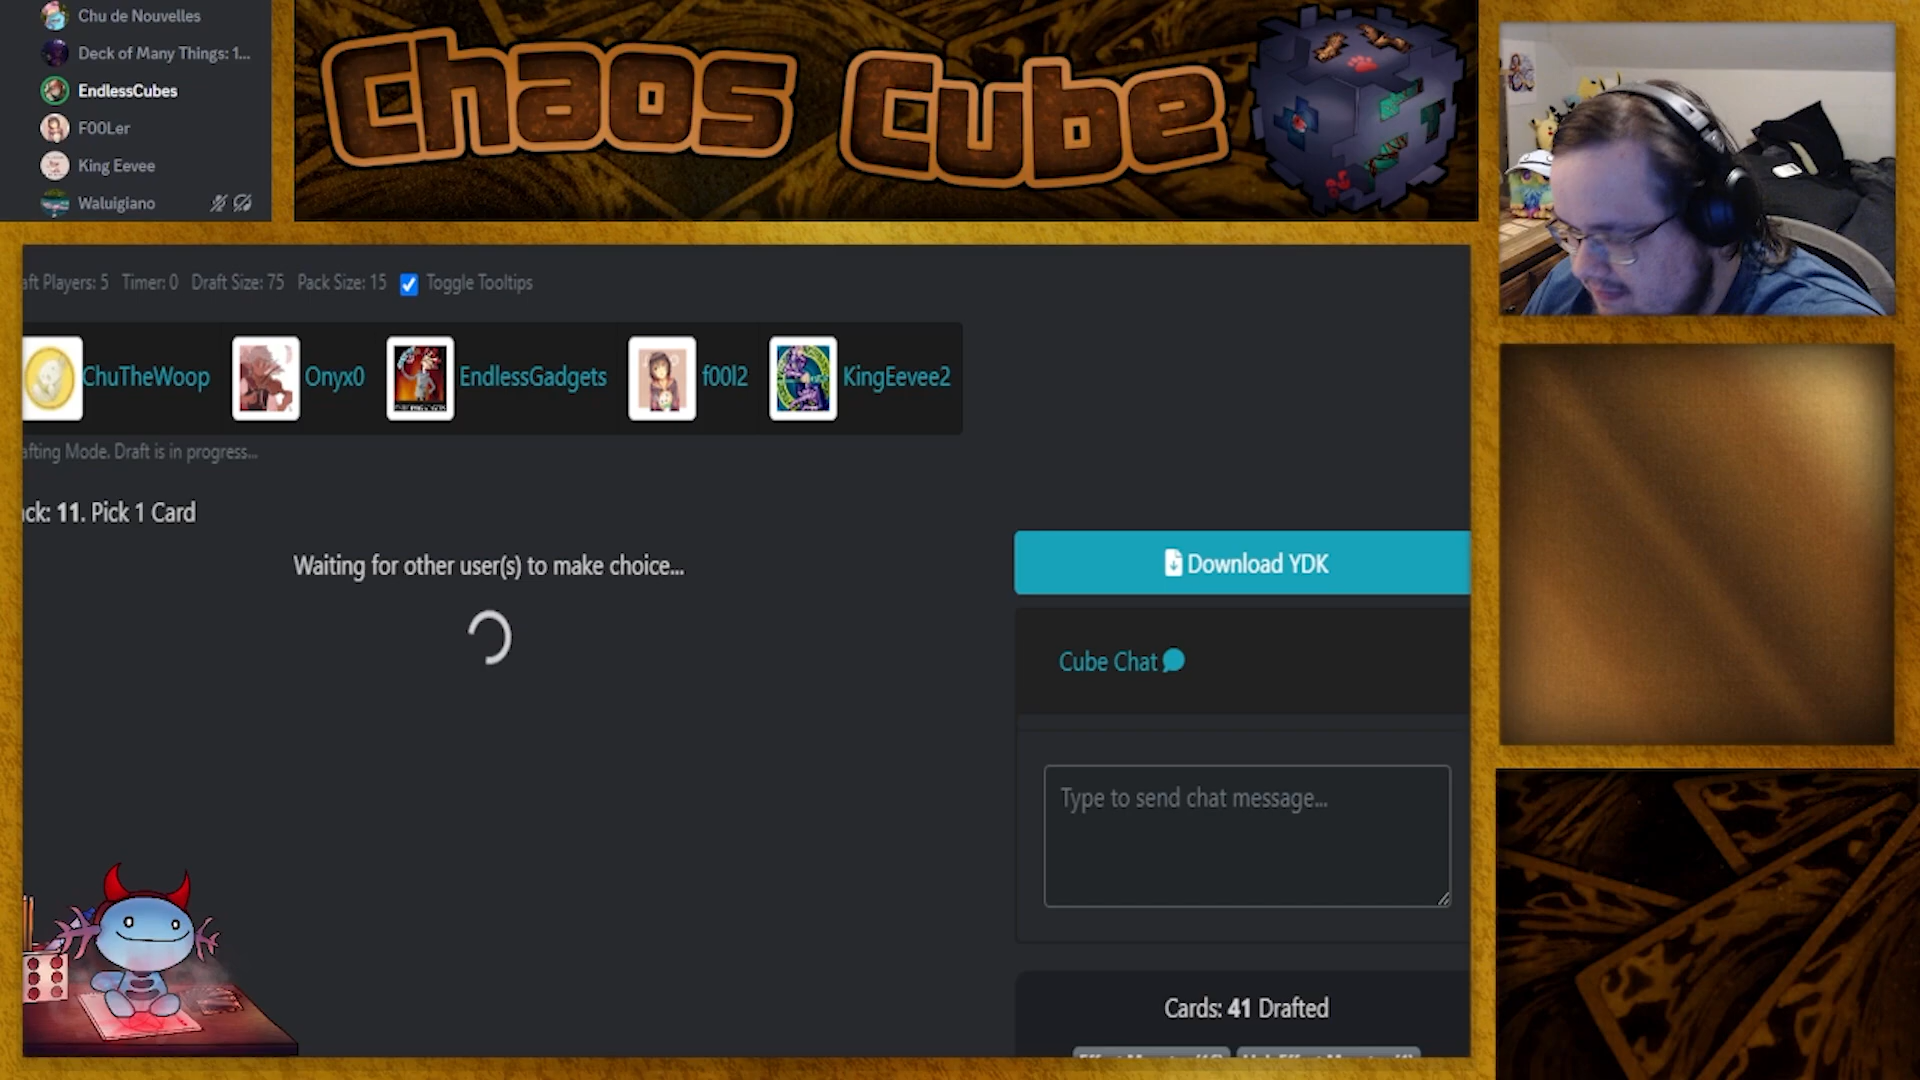 Chu de Nouvelles
Deck of Many Things: 1...
EndlessCubes
F00Ler
King Eevee
Waluigiano
Chaos Cube
aft Players: 5 Timer: 0 Draft Size: 75 Pack Size: 15 Toggle Tooltips
ChuTheWoop
Onyx0
EndlessGadgets
f00l2
KingEevee2
afting Mode. Draft is in progress...
ck: 11. Pick 1 Card
Waiting for other user(s) to make choice...
Download YDK
Cube Chat
Type to send chat message...
Cards: 41 Drafted